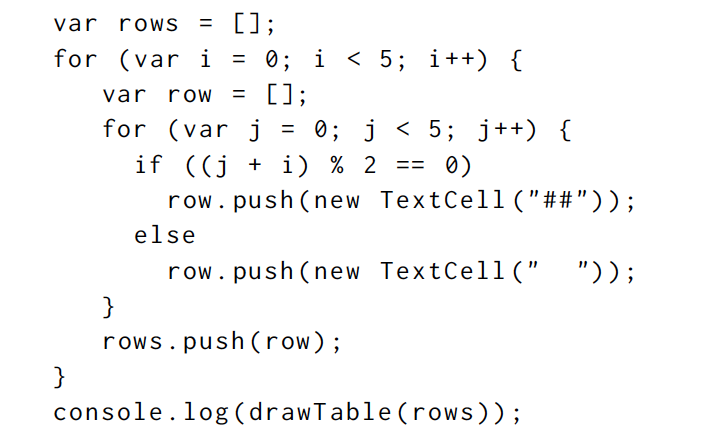 var rows = [];
for (var i = 0; i < 5; i++) {
   var row = [];
   for (var j = 0; j < 5; j++) {
     if ((j + i) % 2 == 0)
       row.push(new TextCell("##"));
     else
       row.push(new TextCell("  "));
   }
   rows.push(row);
}
console.log(drawTable(rows));